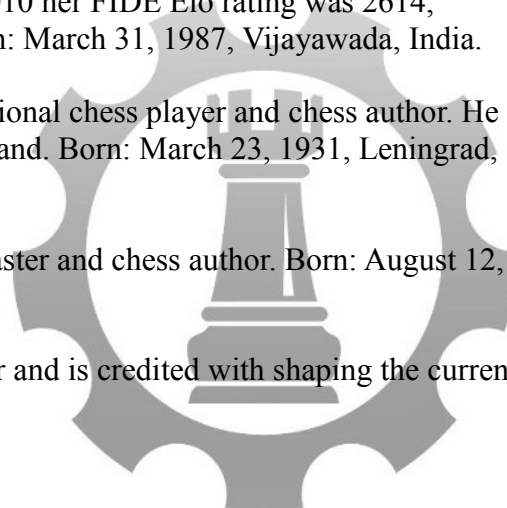 010 her FIDE Elo rating was 2614,
n: March 31, 1987, Vijayawada, India.
ional chess player and chess author. He
and. Born: March 23, 1931, Leningrad,
aster and chess author. Born: August 12,
r and is credited with shaping the curren